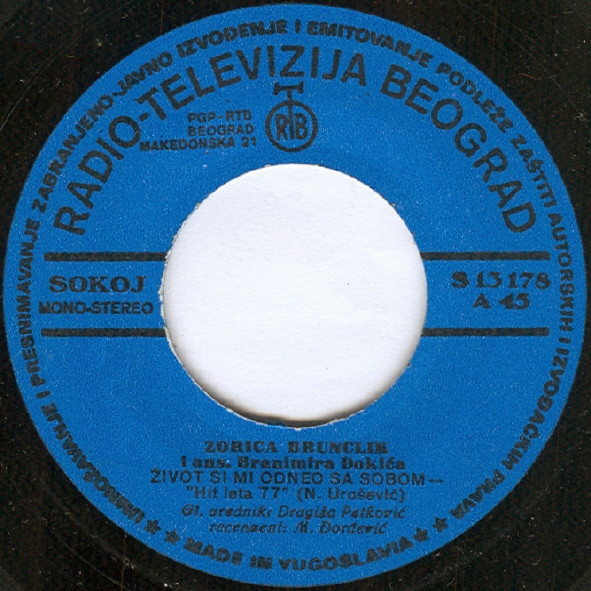 UMNOŽAVANJE I PRESNIMAVANJE ZABRANJENO-JAVNO IZVOĐENJE I EMITOVANJE PODLEŽE ZAŠTITI AUTORSKIH I IZVOĐAČKIH PRAVA
RADIO-TELEVIZIJA BEOGRAD
PGP-RTB
BEOGRAD
MAKEDONSKA 21
RTB
SOKOJ
MONO-STEREO
S 13 178
A 45
ZORICA BRUNCLIK
i ans. Branimira Đokića
ŽIVOT SI MI ODNEO SA SOBOM —
"Hit leta 77" (N. Urošević)
Gl. urednik: Dragiša Petković
recenzent: M. Đorđević
★ ★ MADE IN YUGOSLAVIA ★ ★